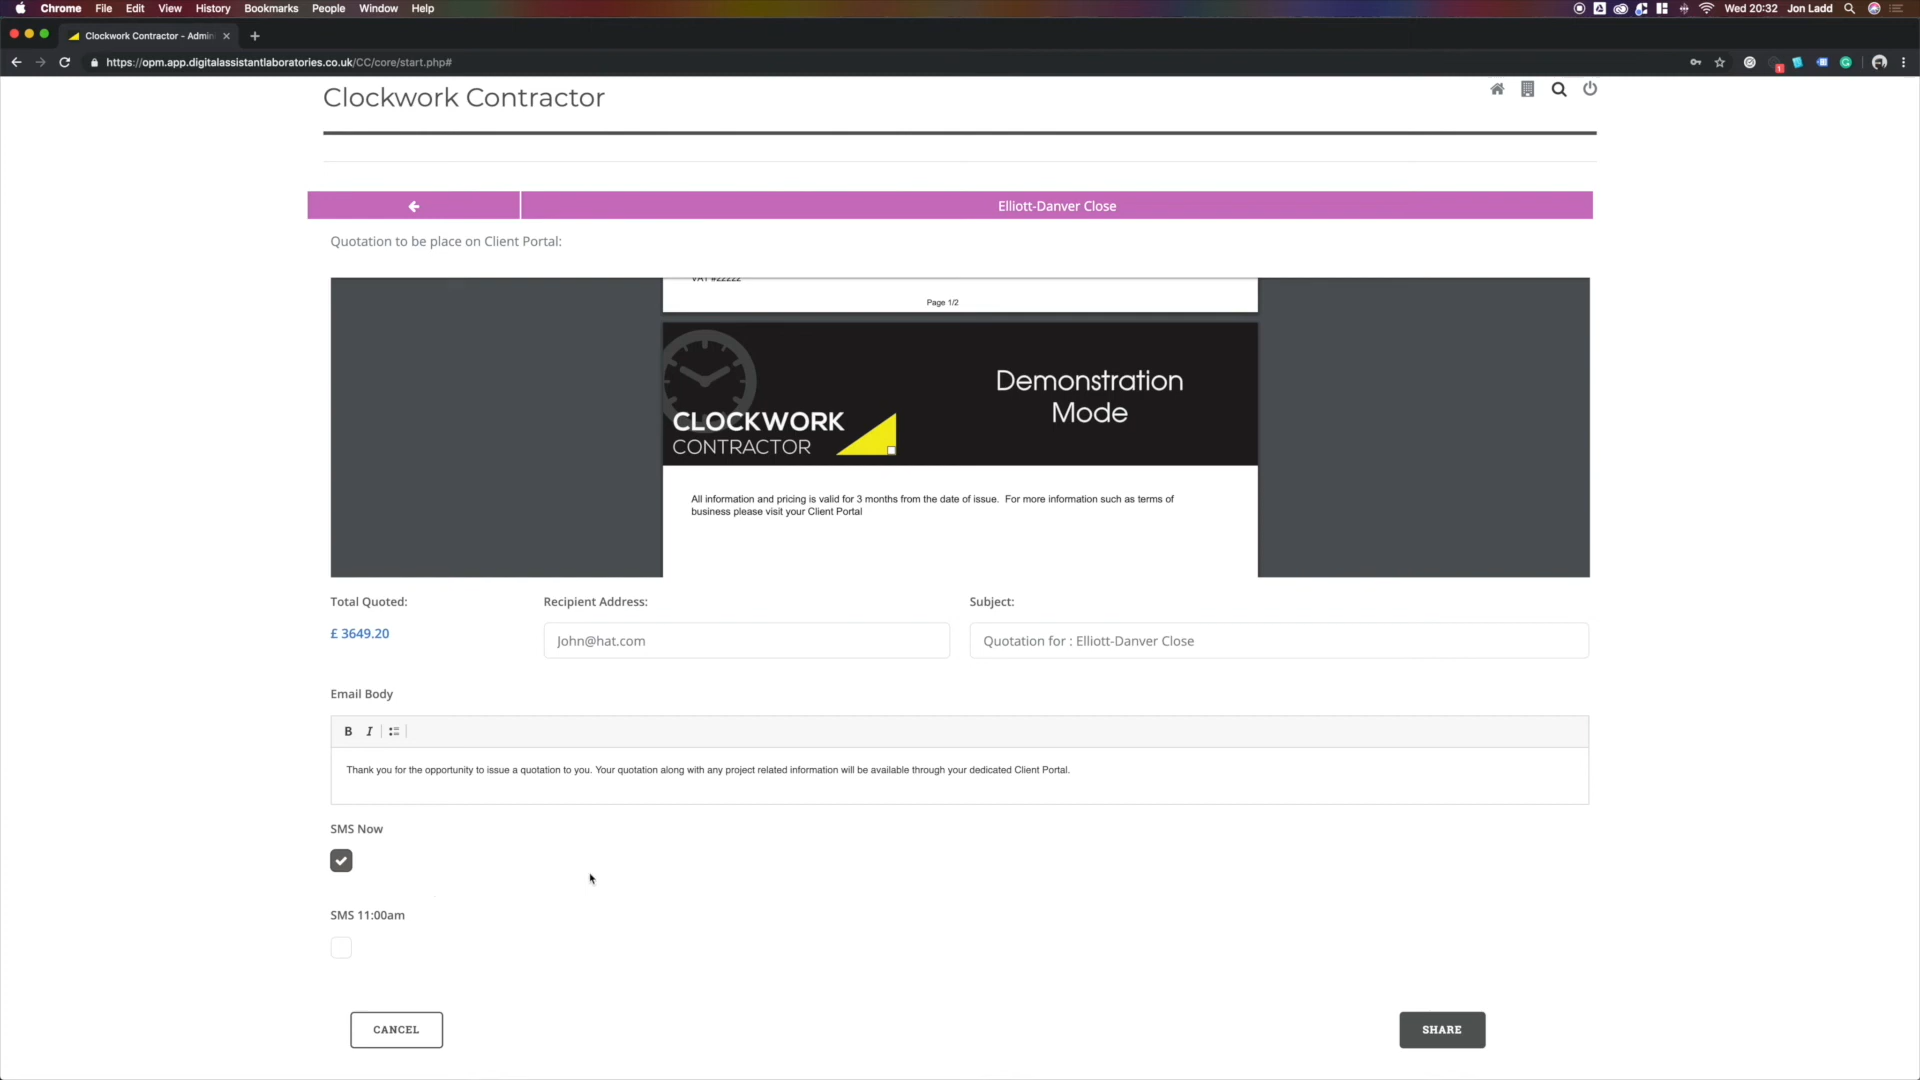 Chrome File Edit View History Bookmarks People Window Help
Wed 20:32 Jon Ladd
Clockwork Contractor - Admin
https://opm.app.digitalassistantlaboratories.co.uk/CC/core/start.php#
Clockwork Contractor
Elliott-Danver Close
Quotation to be place on Client Portal:
VAT #22222
Page 1/2
Demonstration
Mode
CLOCKWORK
CONTRACTOR
All information and pricing is valid for 3 months from the date of issue. For more information such as terms of
business please visit your Client Portal
Total Quoted: Recipient Address: Subject:
£ 3649.20
John@hat.com
Quotation for : Elliott-Danver Close
Email Body
B I
Thank you for the opportunity to issue a quotation to you. Your quotation along with any project related information will be available through your dedicated Client Portal.
SMS Now
SMS 11:00am
CANCEL SHARE